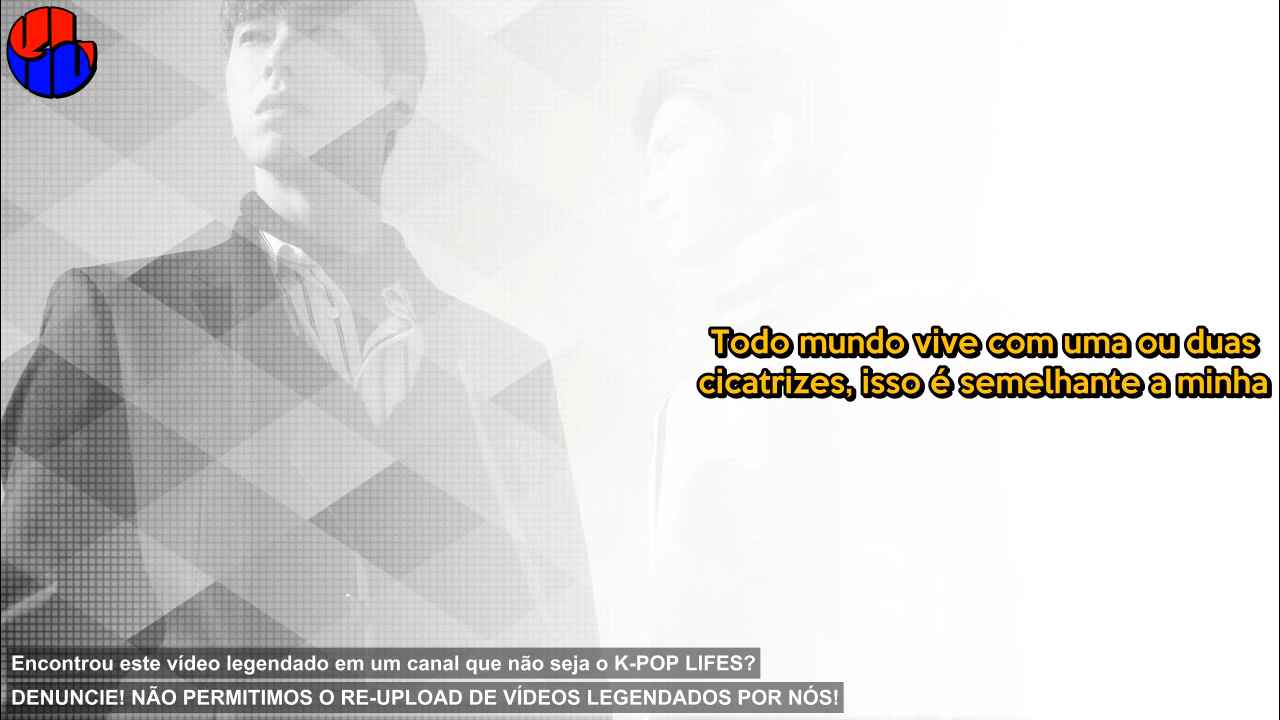 Todo mundo vive com uma ou duas
cicatrizes, isso é semelhante a minha
Encontrou este vídeo legendado em um canal que não seja o K-POP LIFES?
DENUNCIE! NÃO PERMITIMOS O RE-UPLOAD DE VÍDEOS LEGENDADOS POR NÓS!